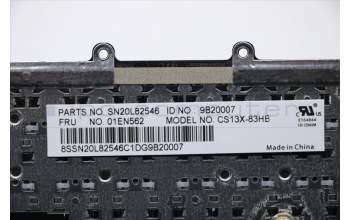 PARTS NO. SN20L82546 ID NO 9B20007
FRU NO. 01EN562 MODEL NO. CS13X-83HB
8SSN20L82546C1DG9B20007
Made in China